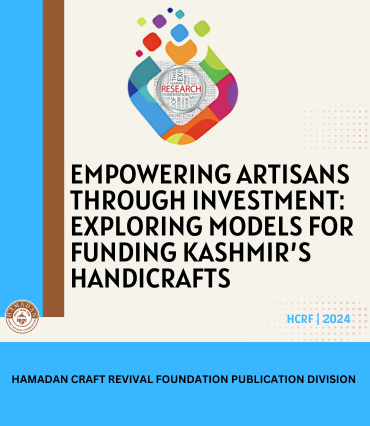 RESEARCH
EMPOWERING ARTISANS
THROUGH INVESTMENT:
EXPLORING MODELS FOR
FUNDING KASHMIR'S
HANDICRAFTS
HAMADAN
HCRF | 2024
HAMADAN CRAFT REVIVAL FOUNDATION PUBLICATION DIVISION